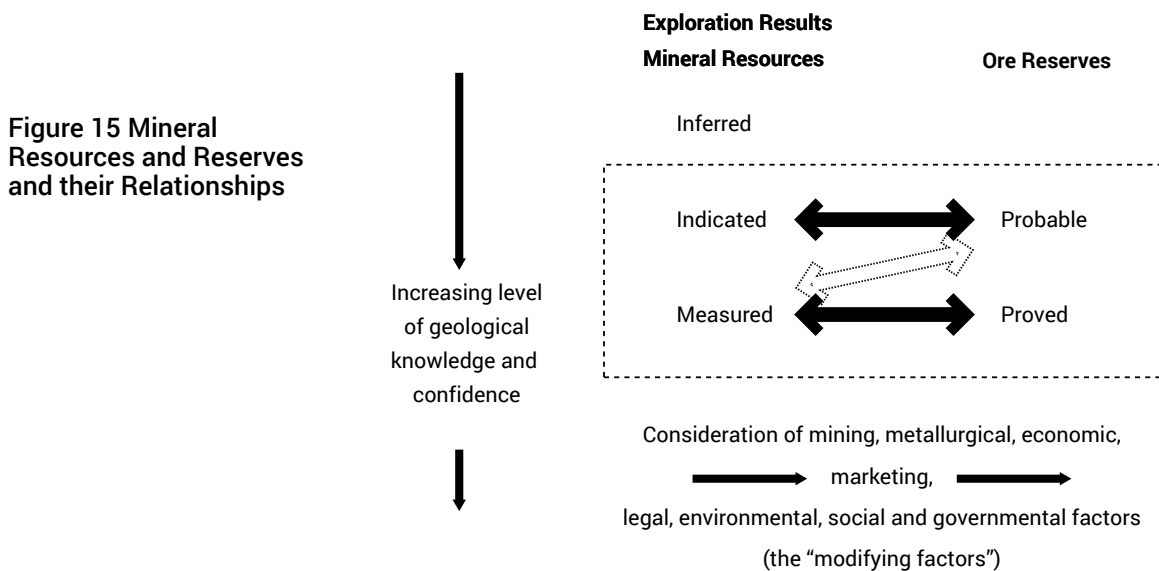 Figure 15 Mineral
Resources and Reserves
and their Relationships
Increasing level
of geological
knowledge and
confidence
Exploration Results
Mineral Resources
Ore Reserves
Inferred
Indicated
Probable
Measured
Proved
Consideration of mining, metallurgical, economic,
marketing,
legal, environmental, social and governmental factors
(the “modifying factors”)